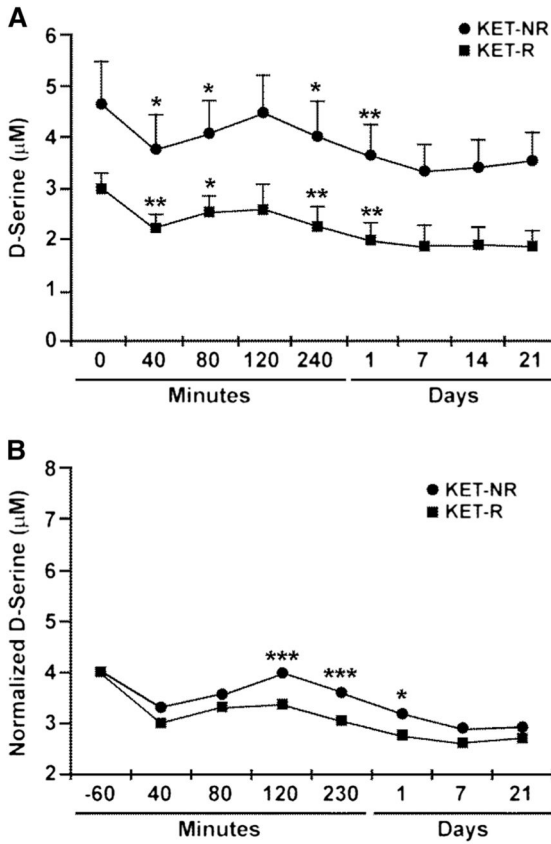 A
KET-NR
KET-R
D-Serine (μM)
6
5
4
3
2
1
0
* * * **
** * ** **
0 40 80 120 240 1 7 14 21
Minutes Days
B
KET-NR
KET-R
Normalized D-Serine (μM)
8
7
6
5
4
3
2
*** *** *
-60 40 80 120 230 1 7 21
Minutes Days